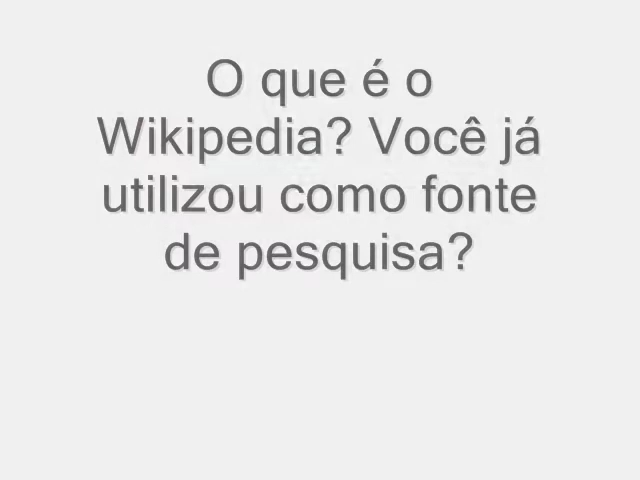 O que é o
Wikipedia? Você já
utilizou como fonte
de pesquisa?